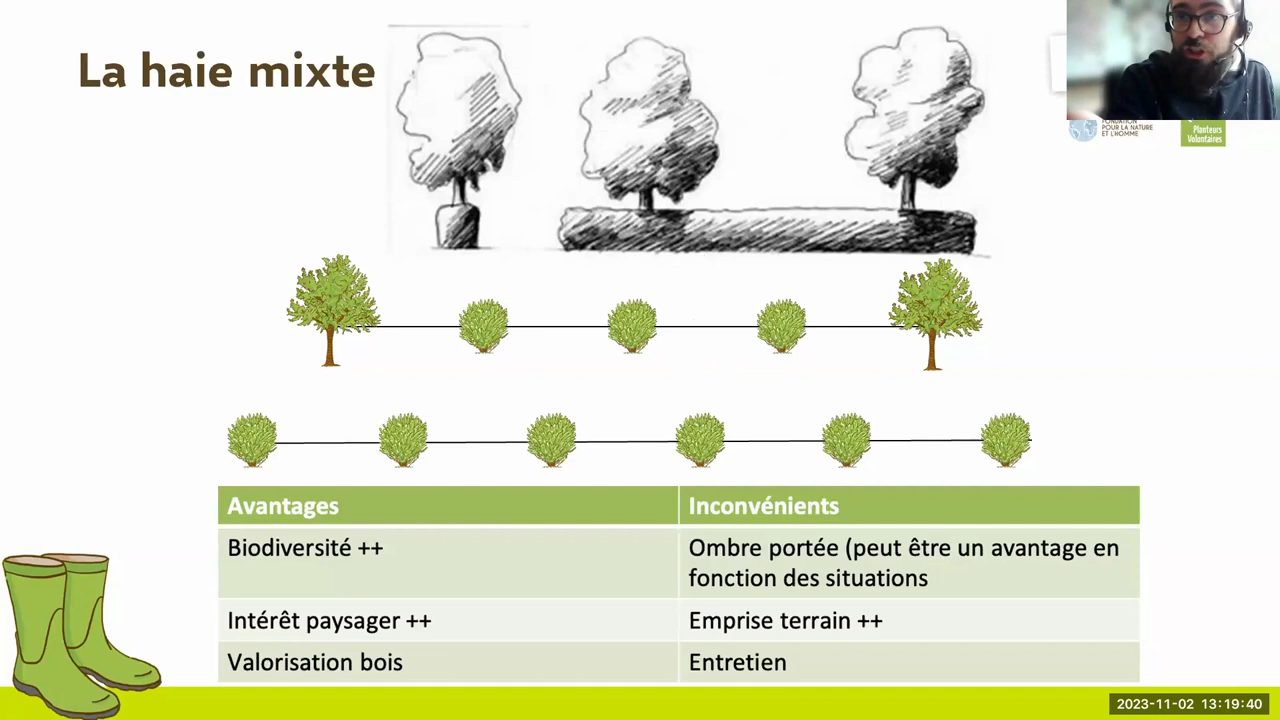 La haie mixte
FONDATION
POUR LA NATURE
ET L'HOMME
Planteurs
Volontaires
Avantages
Inconvénients
Biodiversité ++
Ombre portée (peut être un avantage en
fonction des situations
Intérêt paysager ++
Emprise terrain ++
Valorisation bois
Entretien
2023-11-02 13:19:40